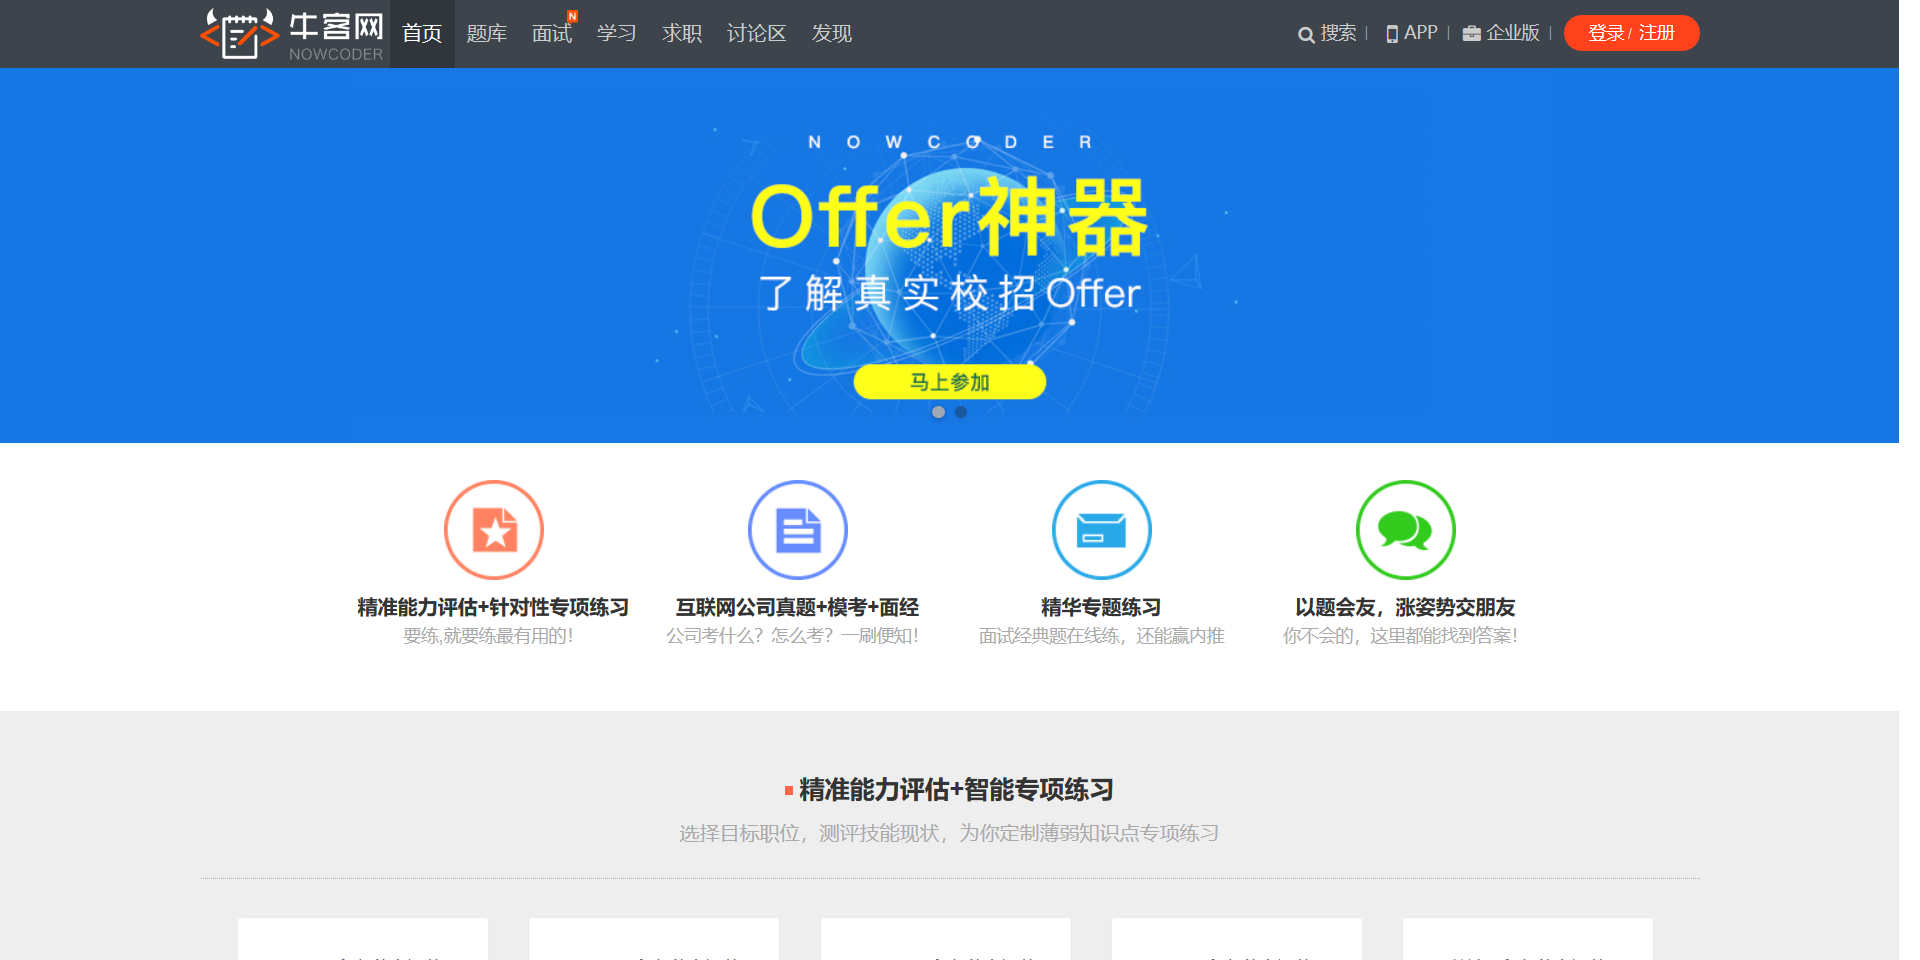 牛客网
NOWCODER
首页 题库 面试 N 学习 求职 讨论区 发现
搜索 | APP | 企业版 | 登录 / 注册
NOWCODER
Offer神器
了解真实校招Offer
马上参加
精准能力评估+针对性专项练习
要练,就要练最有用的！
互联网公司真题+模考+面经
公司考什么？怎么考？一刷便知！
精华专题练习
面试经典题在线练，还能赢内推
以题会友，涨姿势交朋友
你不会的，这里都能找到答案！
精准能力评估+智能专项练习
选择目标职位，测评技能现状，为你定制薄弱知识点专项练习